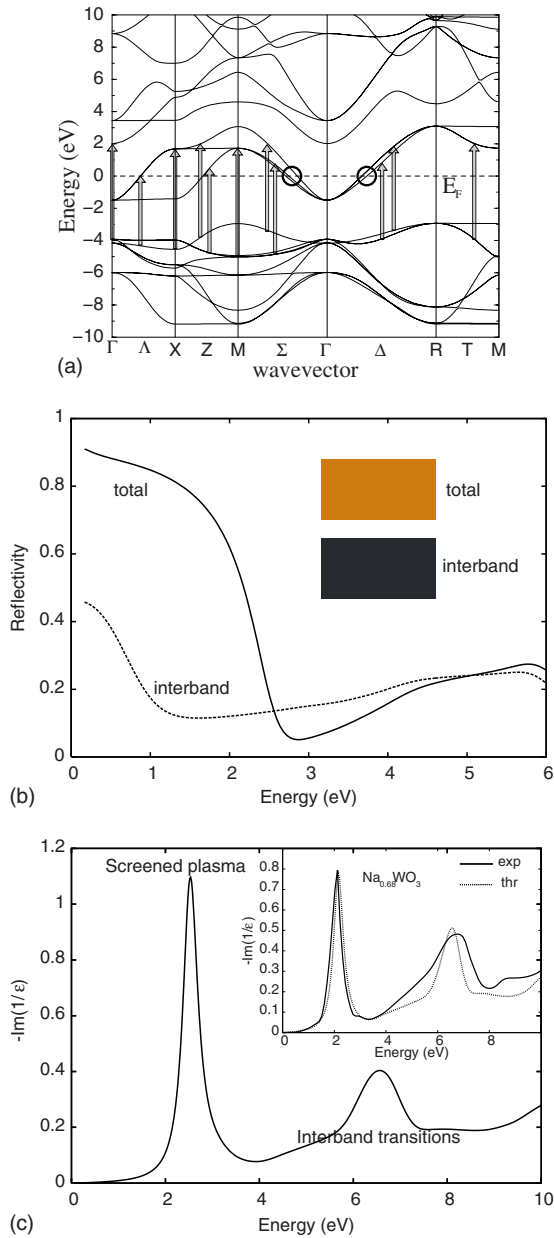 10
8
6
4
2
0
−2
−4
−6
−8
−10
Energy (eV)
E_F
Γ Λ X Z M Σ Γ Δ R T M
wavevector
(a)
1
0.8
0.6
0.4
0.2
0
Reflectivity
total
interband
total
interband
0 1 2 3 4 5 6
Energy (eV)
(b)
1.2
1
0.8
0.6
0.4
0.2
0
-Im(1/ε)
Screened plasma
Interband transitions
0.8
0.7
0.6
0.5
0.4
0.3
0.2
0.1
0
-Im(1/ε)
Na0.68WO3
exp
thr
0 2 4 6 8
Energy (eV)
0 2 4 6 8 10
Energy (eV)
(c)